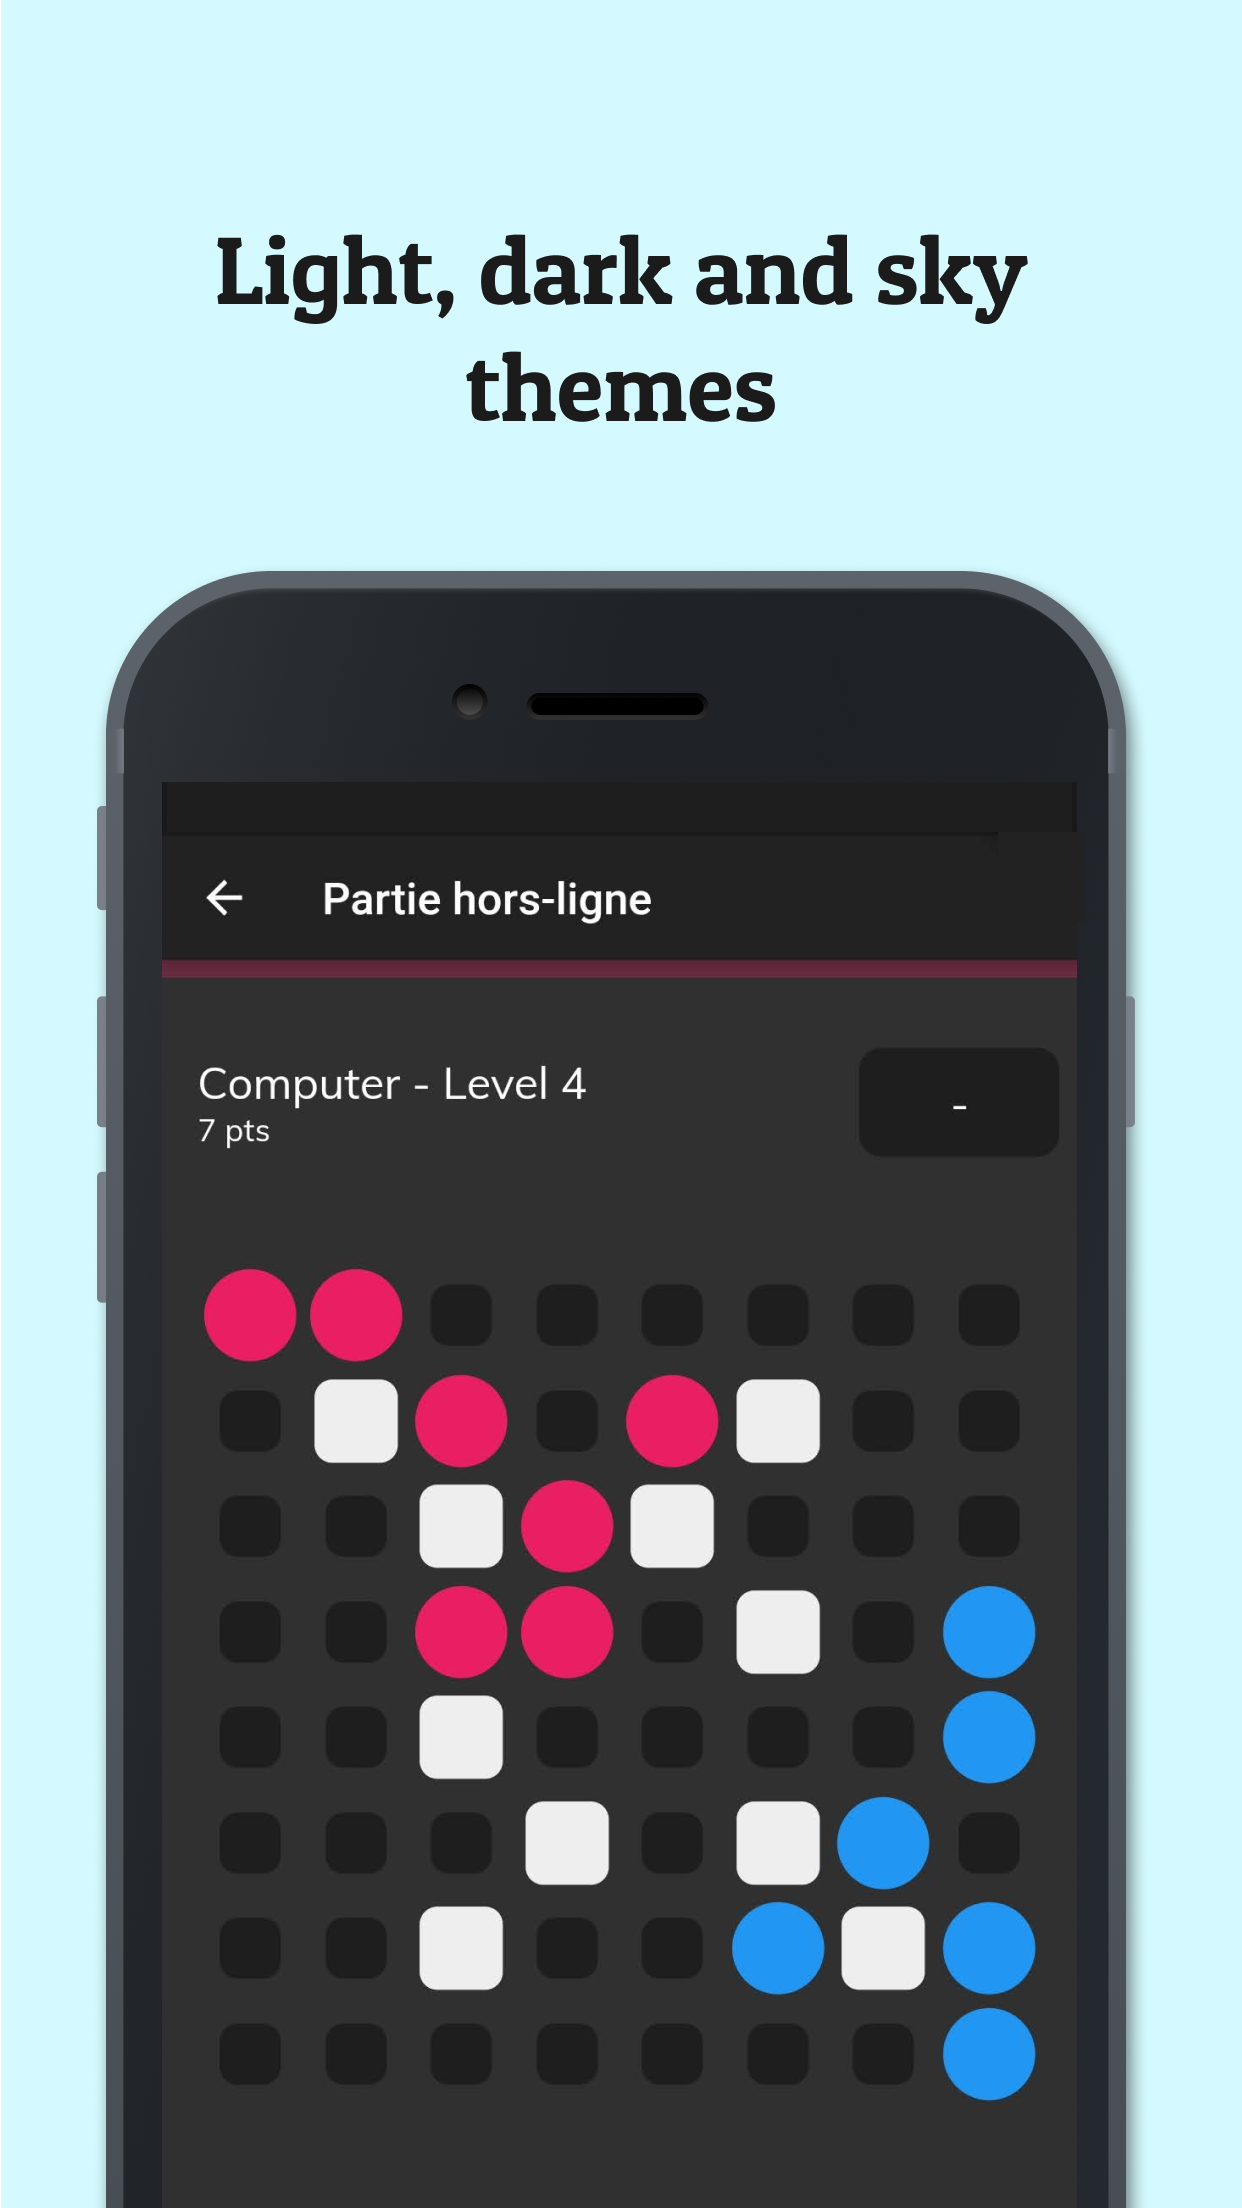 Light, dark and sky
themes
Partie hors-ligne
Computer - Level 4
7 pts
-